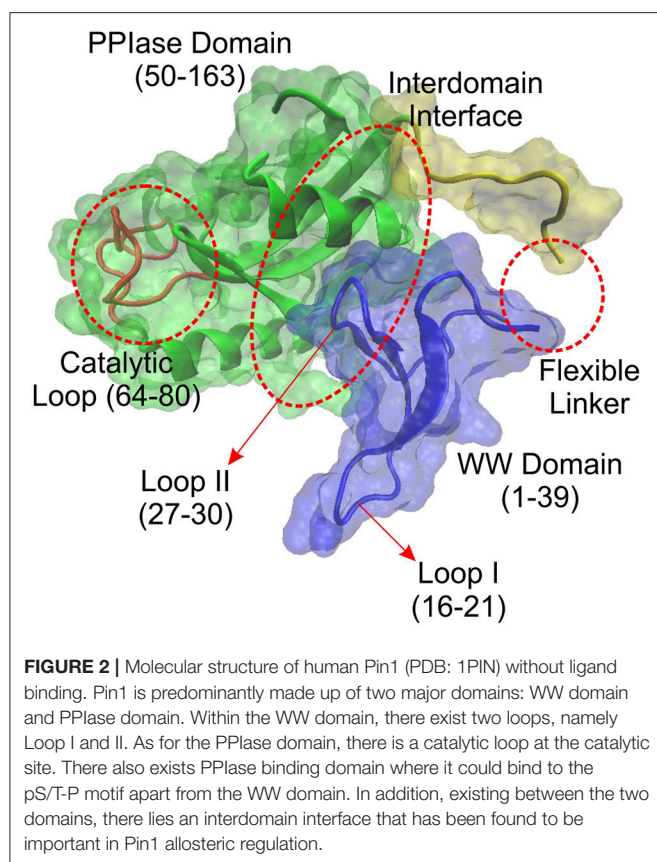 PPIase Domain
(50-163)
Interdomain
Interface
Catalytic
Loop (64-80)
Flexible
Linker
Loop II
(27-30)
WW Domain
(1-39)
Loop I
(16-21)
FIGURE 2 | Molecular structure of human Pin1 (PDB: 1PIN) without ligand
binding. Pin1 is predominantly made up of two major domains: WW domain
and PPIase domain. Within the WW domain, there exist two loops, namely
Loop I and II. As for the PPIase domain, there is a catalytic loop at the catalytic
site. There also exists PPIase binding domain where it could bind to the
pS/T-P motif apart from the WW domain. In addition, existing between the two
domains, there lies an interdomain interface that has been found to be
important in Pin1 allosteric regulation.